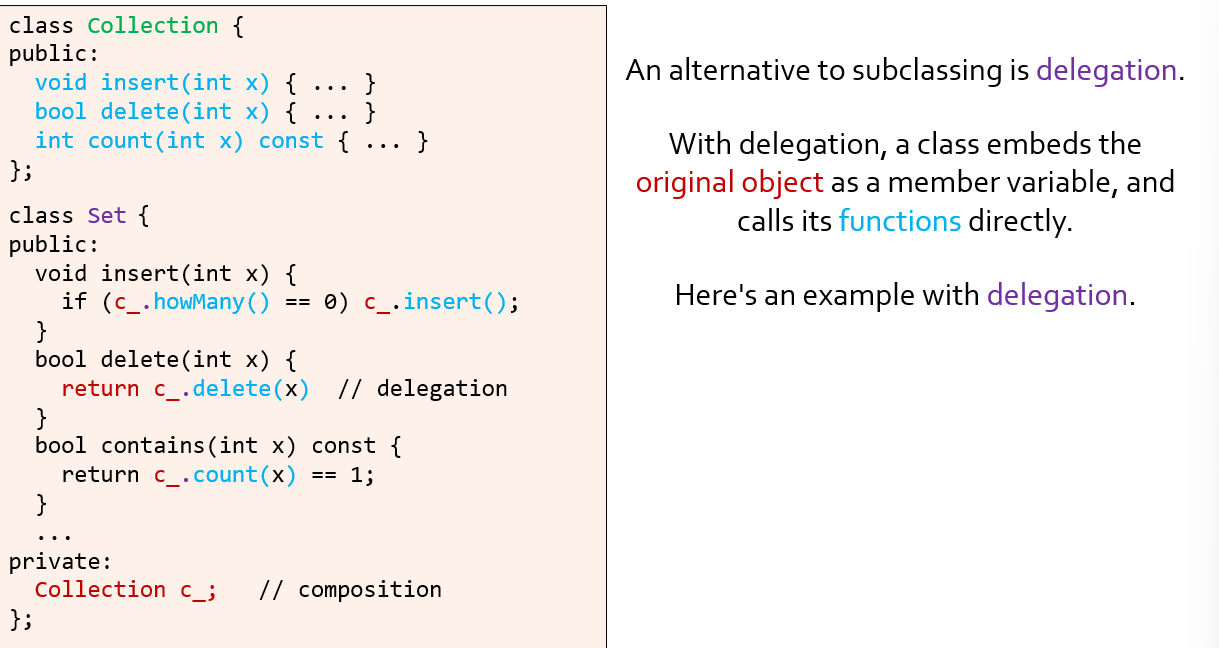 class Collection {
public:
  void insert(int x) { ... }
  bool delete(int x) { ... }
  int count(int x) const { ... }
};
class Set {
public:
  void insert(int x) {
    if (c_.howMany() == 0) c_.insert();
  }
  bool delete(int x) {
    return c_.delete(x)  // delegation
  }
  bool contains(int x) const {
    return c_.count(x) == 1;
  }
  ...
private:
  Collection c_;   // composition
};
An alternative to subclassing is delegation.
With delegation, a class embeds the
original object as a member variable, and
calls its functions directly.
Here's an example with delegation.